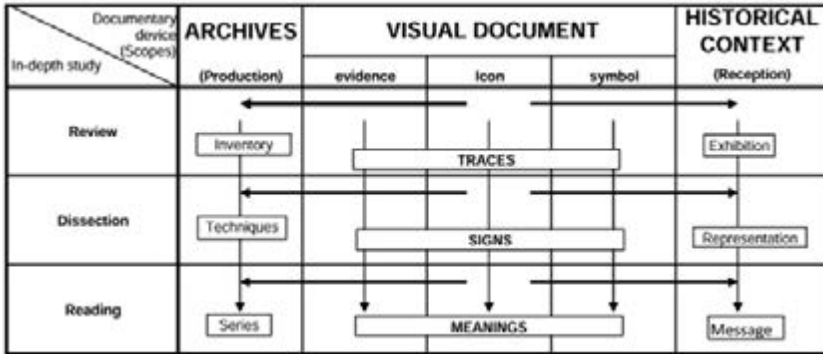 Documentary
device
(Scopes)
In-depth study
ARCHIVES
(Production)
VISUAL DOCUMENT
evidence
Icon
symbol
HISTORICAL
CONTEXT
(Reception)
Review
Inventory
TRACES
Exhibition
Dissection
Techniques
SIGNS
Representation
Reading
Series
MEANINGS
Message